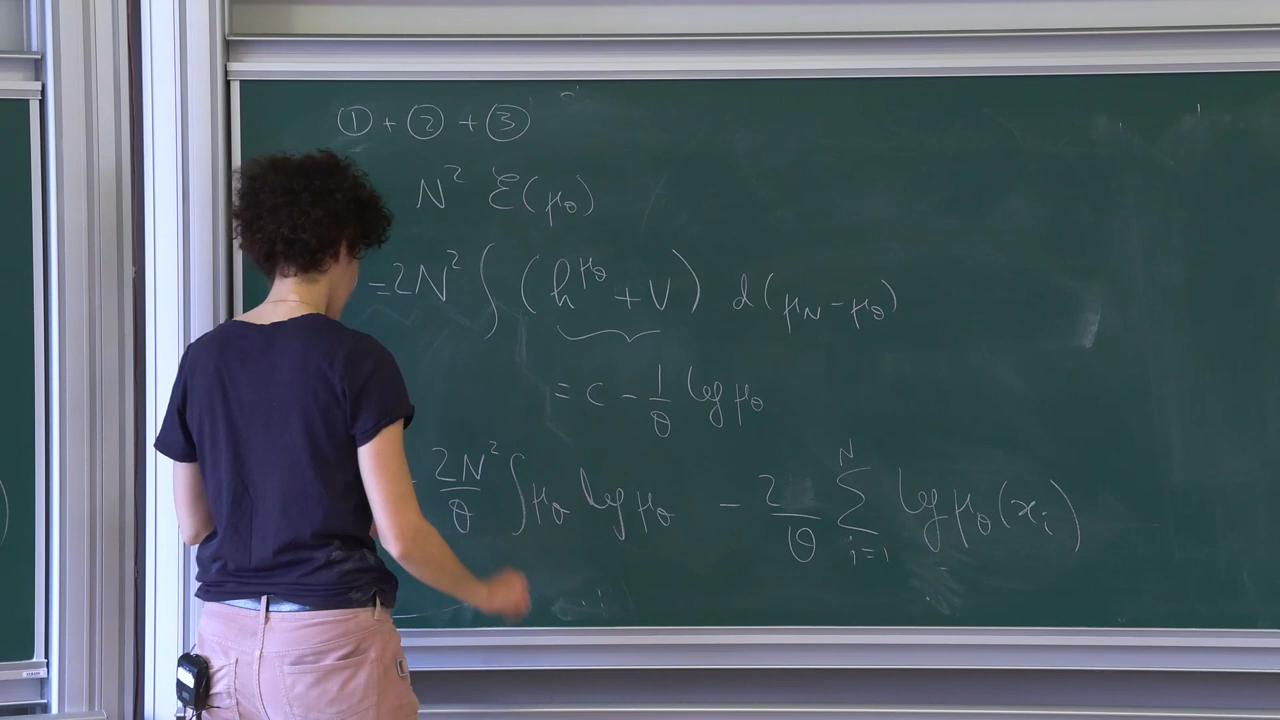 ① + ② + ③
N² ℰ(μ_θ)
= 2N² ∫ (h^{μ_θ} + V) d(μ_N − μ_θ)
= c − 1/θ log μ_θ
2N²/θ ∫ μ_θ log μ_θ − 2/θ ∑_{i=1}^{N} log μ_θ(x_i)